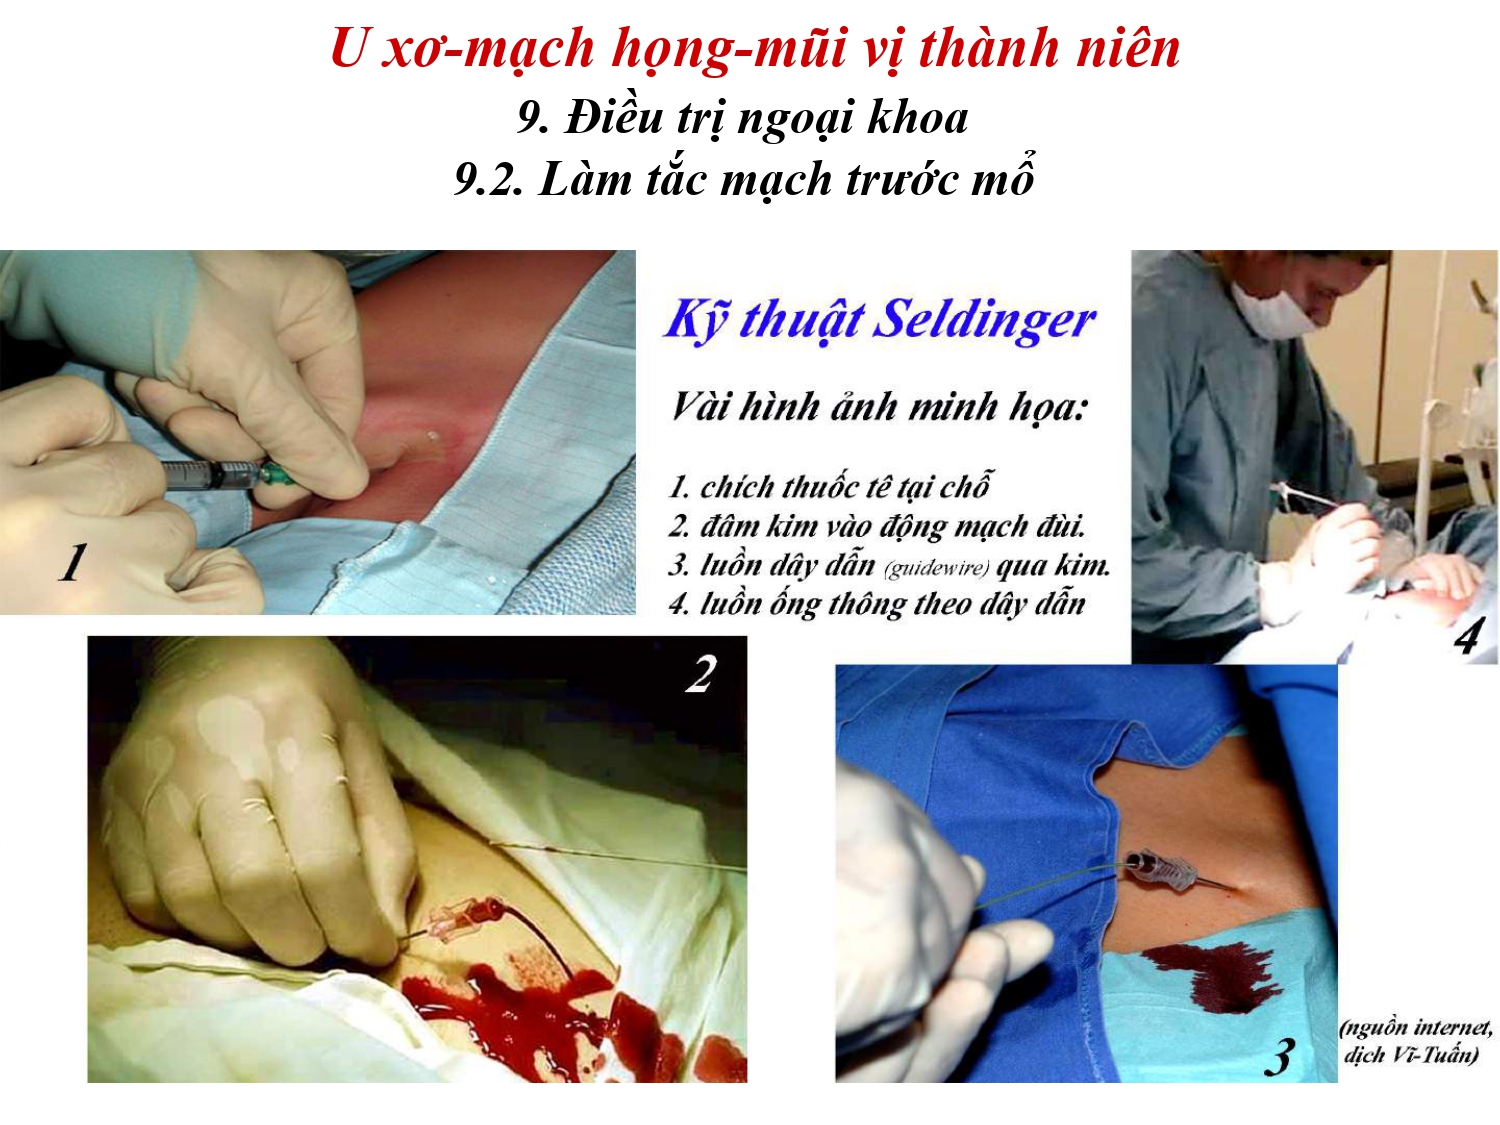 U xơ-mạch họng-mũi vị thành niên
9. Điều trị ngoại khoa
9.2. Làm tắc mạch trước mổ
Kỹ thuật Seldinger
Vài hình ảnh minh họa:
1. chích thuốc tê tại chỗ
2. đâm kim vào động mạch đùi.
3. luồn dây dẫn (guidewire) qua kim.
4. luồn ống thông theo dây dẫn
1
4
2
3
(nguồn internet,
dịch Vĩ-Tuấn)